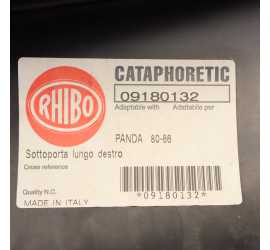 CATAPHORETIC
RHIBO
09180132
Adaptable with Adattabile per
PANDA 80-86
Sottoporta lungo destro
Cross reference
Quality N.C.
*09180132*
MADE IN ITALY